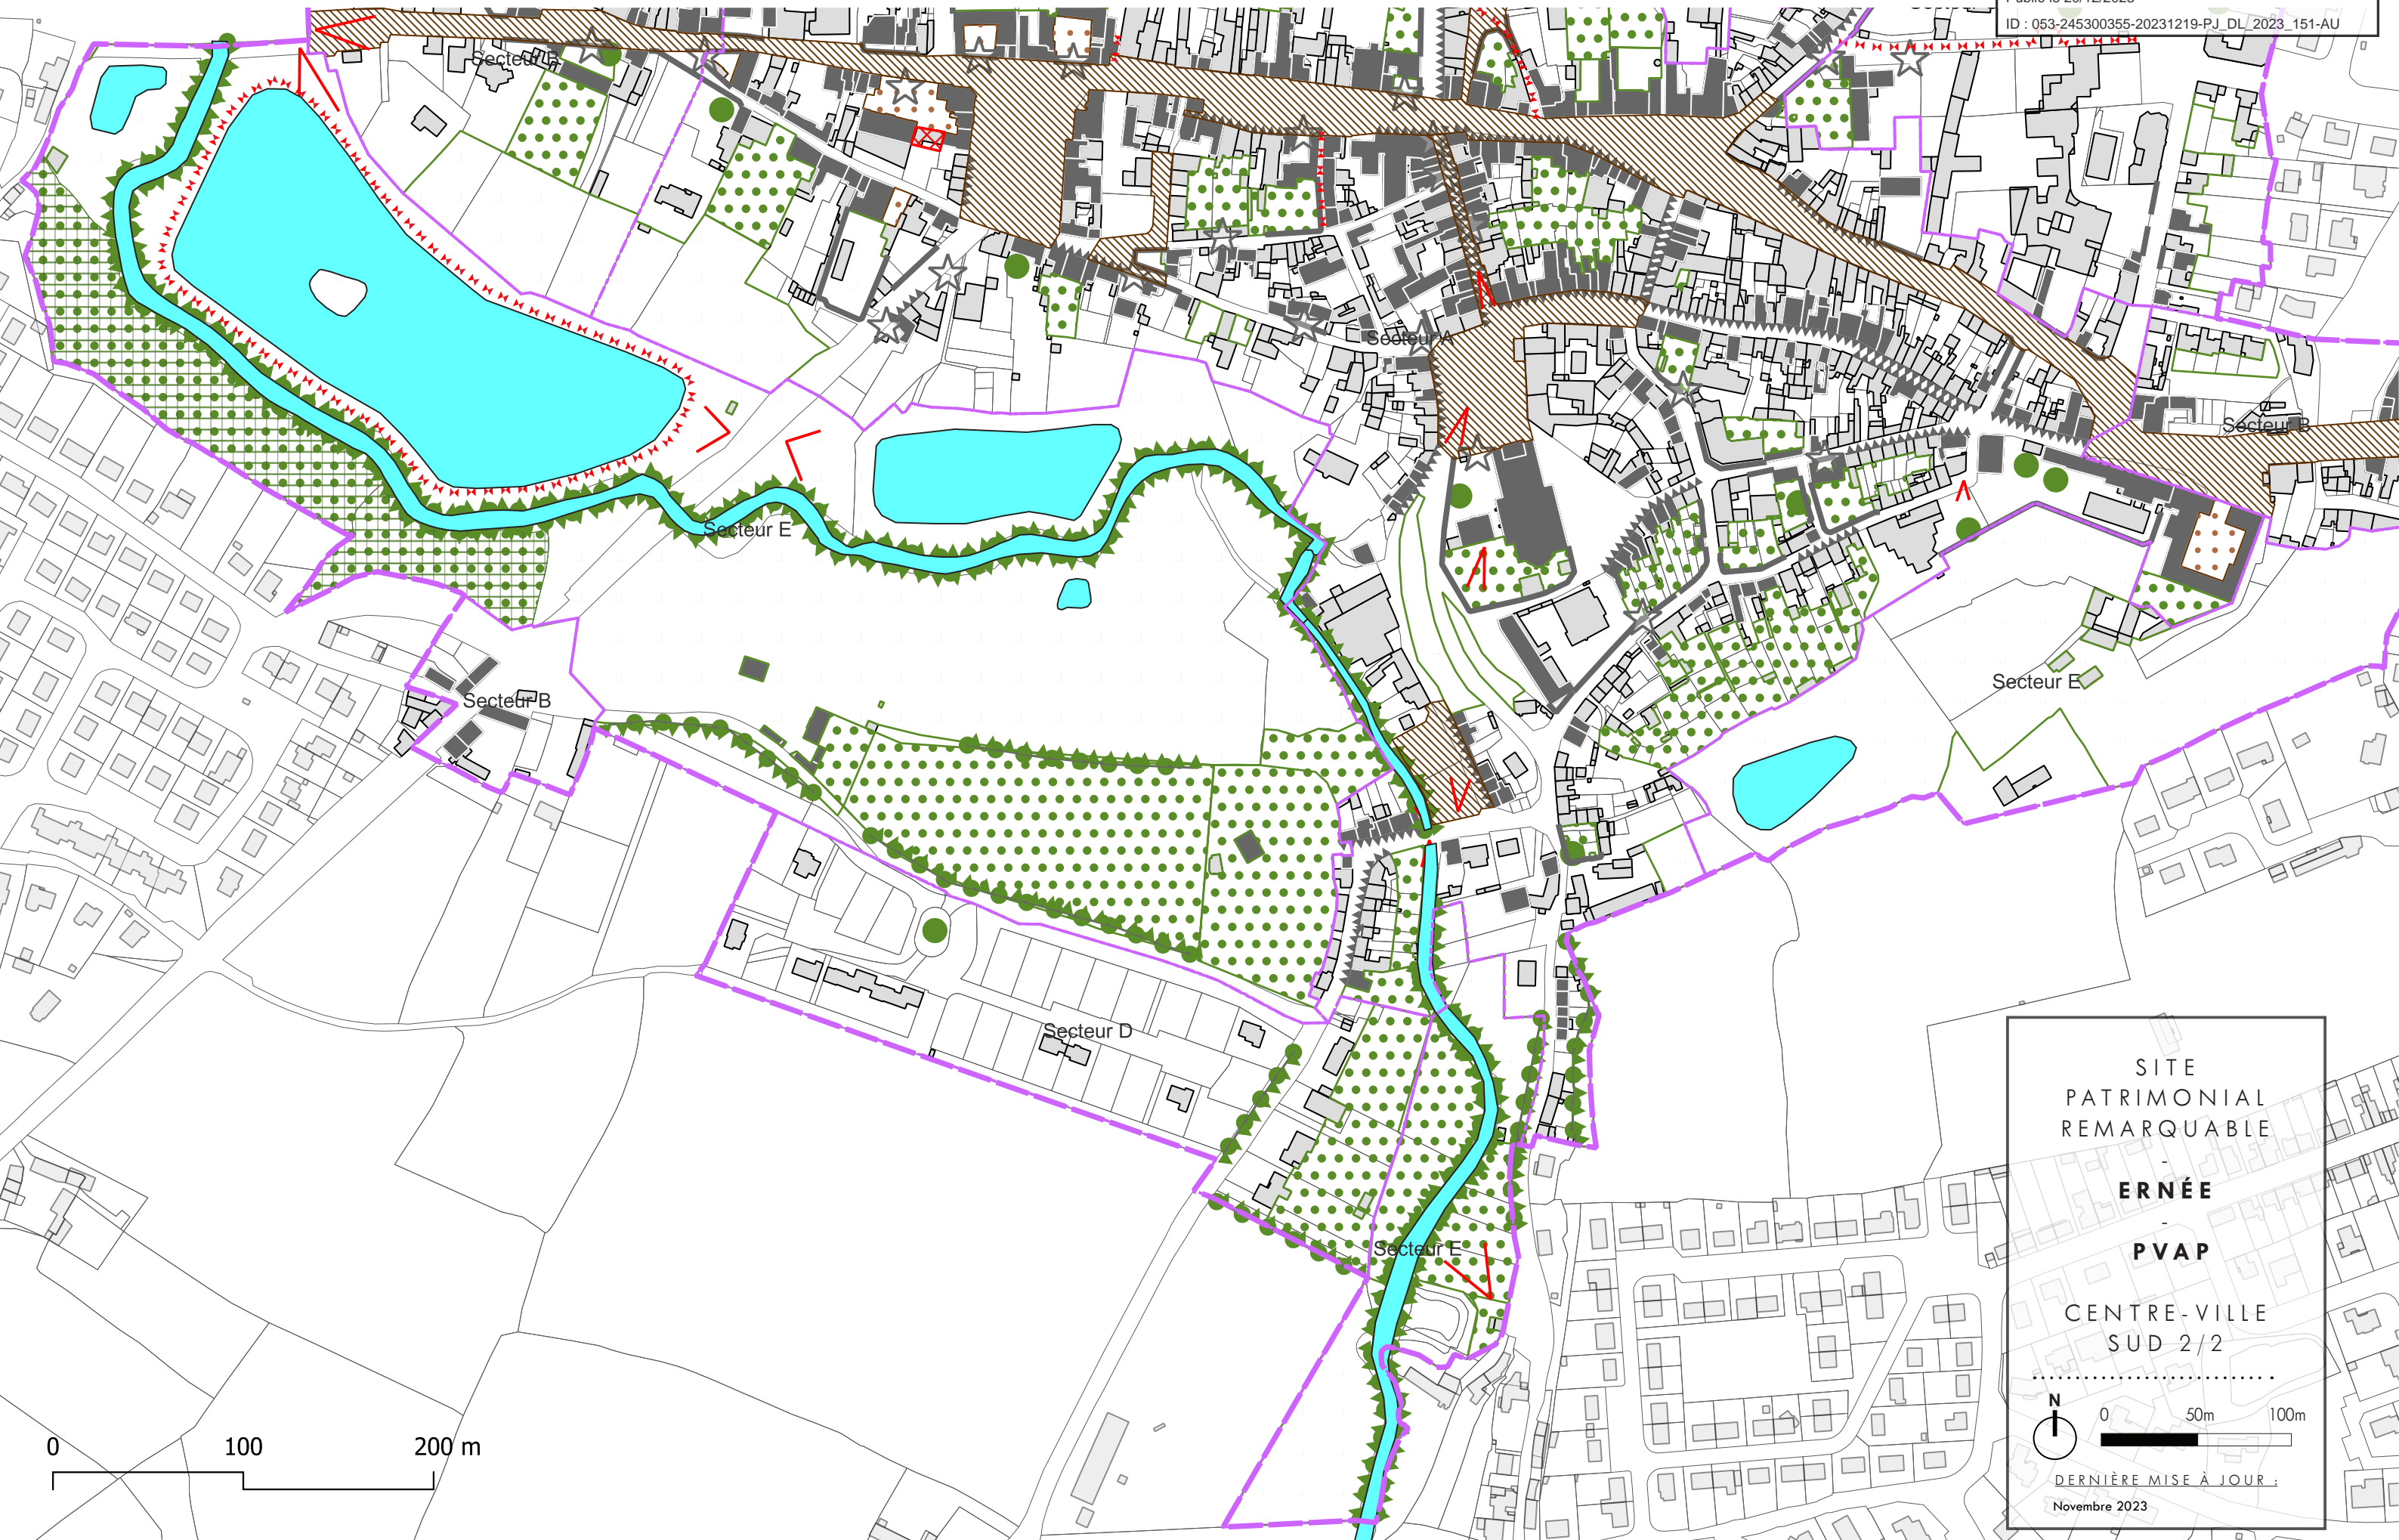 ID : 053-245300355-20231219-PJ_DL_2023_151-AU
Secteur B
Secteur A
Secteur B
Secteur E
Secteur E
Secteur B
Secteur D
Secteur E
SITE
PATRIMONIAL
REMARQUABLE
-
ERNÉE
-
PVAP
CENTRE-VILLE
SUD 2/2
N
0 50m 100m
DERNIÈRE MISE À JOUR :
Novembre 2023
0 100 200 m